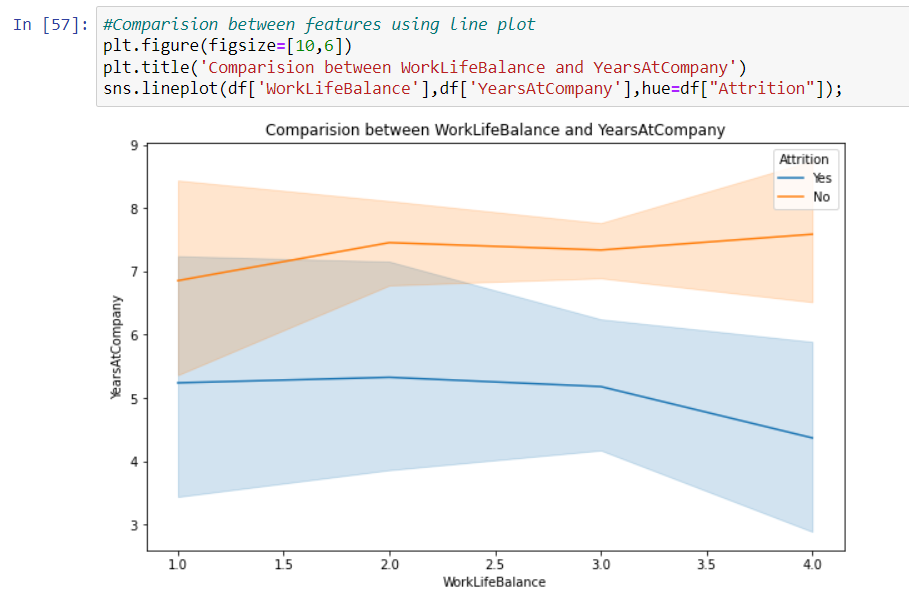 In [57]: #Comparision between features using line plot
plt.figure(figsize=[10,6])
plt.title('Comparision between WorkLifeBalance and YearsAtCompany')
sns.lineplot(df['WorkLifeBalance'],df['YearsAtCompany'],hue=df["Attrition"]);
Comparision between WorkLifeBalance and YearsAtCompany
Attrition
Yes
No
9
8
7
6
5
4
3
YearsAtCompany
1.0 1.5 2.0 2.5 3.0 3.5 4.0
WorkLifeBalance